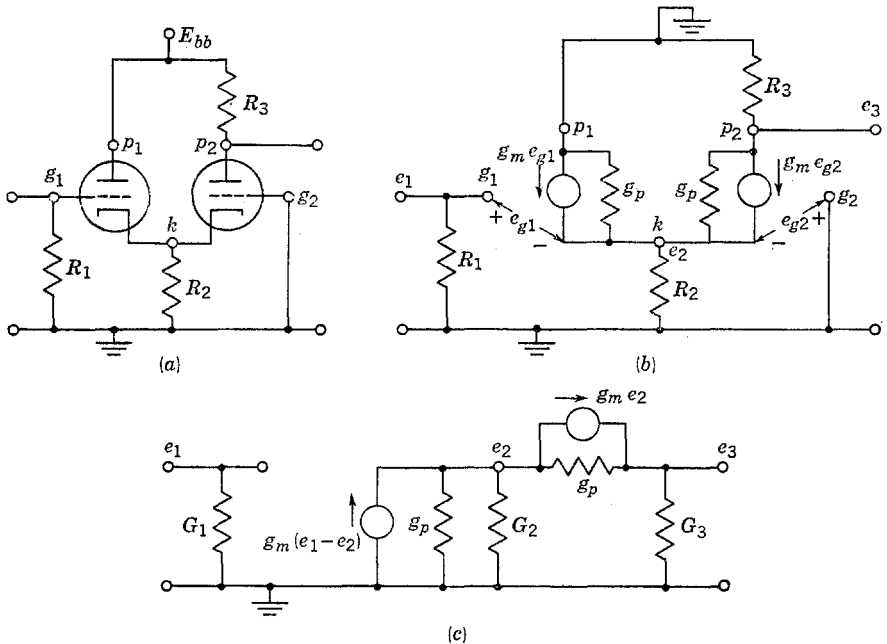 E_bb
R_3
p_1
p_2
g_1
g_2
k
R_1
R_2
(a)
R_3
p_1
p_2
e_3
g_m e_g1
g_p
g_p
g_m e_g2
e_1
g_1
g_2
+
e_g1
−
k
e_2
−
e_g2
+
R_1
R_2
(b)
g_m e_2
e_1
e_2
e_3
g_p
G_1
g_m (e_1 − e_2)
g_p
G_2
G_3
(c)